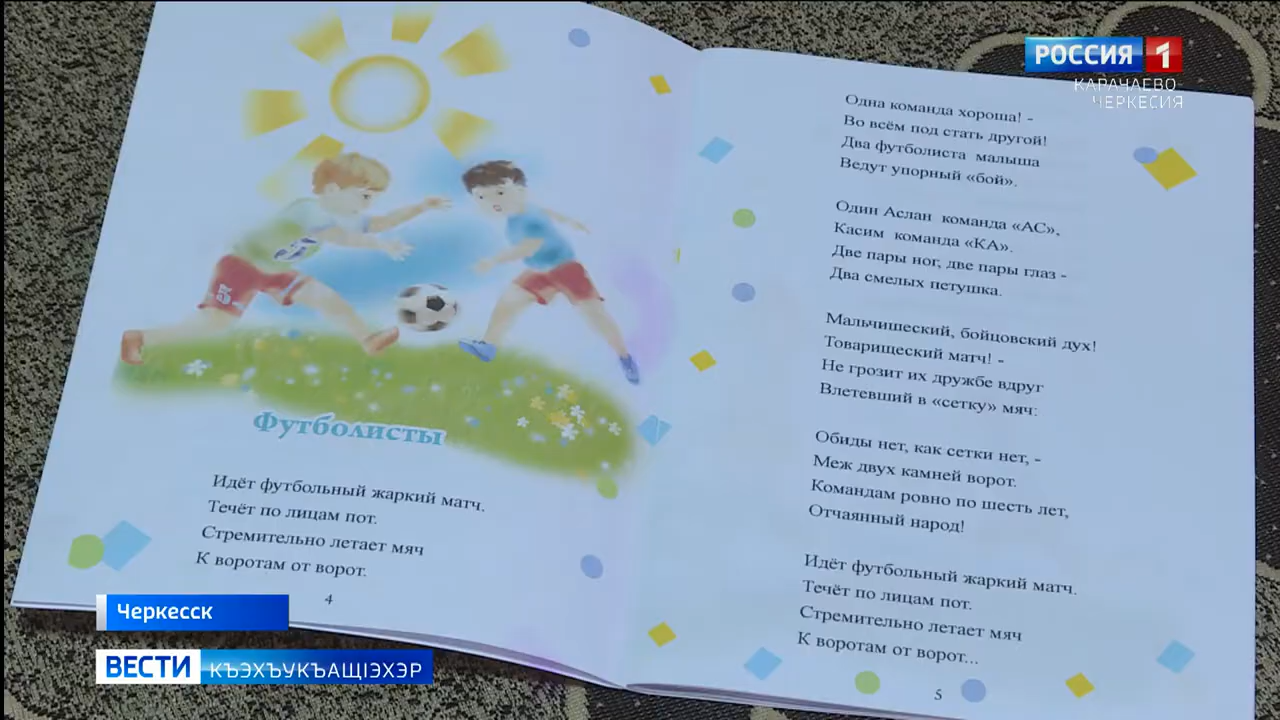 РОССИЯ 1
КАРАЧАЕВО-
ЧЕРКЕСИЯ
5
5
Футболисты
Идёт футбольный жаркий матч.
Течёт по лицам пот.
Стремительно летает мяч
К воротам от ворот.
4
Одна команда хороша! -
Во всём под стать другой!
Два футболиста малыша
Ведут упорный «бой».
Один Аслан команда «АС»,
Касим команда «КА».
Две пары ног, две пары глаз -
Два смелых петушка.
Мальчишеский, бойцовский дух!
Товарищеский матч! -
Не грозит их дружбе вдруг
Влетевший в «сетку» мяч:
Обиды нет, как сетки нет, -
Меж двух камней ворот.
Командам ровно по шесть лет,
Отчаянный народ!
Идёт футбольный жаркий матч.
Течёт по лицам пот.
Стремительно летает мяч
К воротам от ворот...
5
Черкесск
ВЕСТИ КЪЭХЪУКЪАЩІЭХЭР